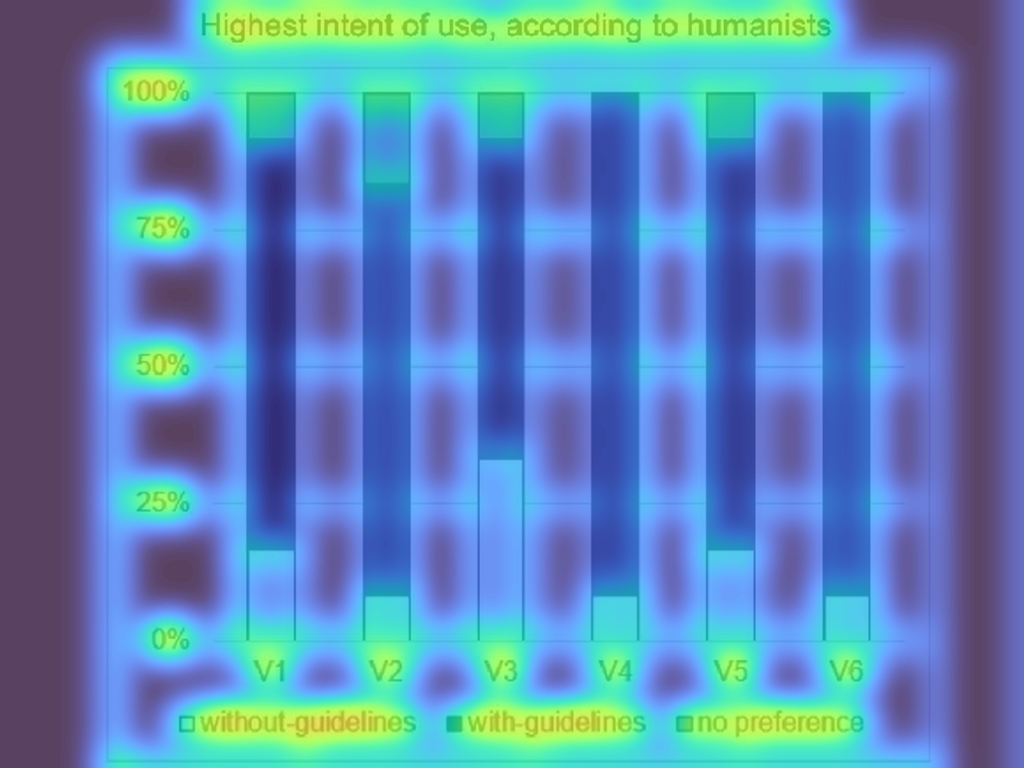 Highest intent of use, according to humanists
100%
75%
50%
25%
0%
V1 V2 V3 V4 V5 V6
without-guidelines with-guidelines no preference